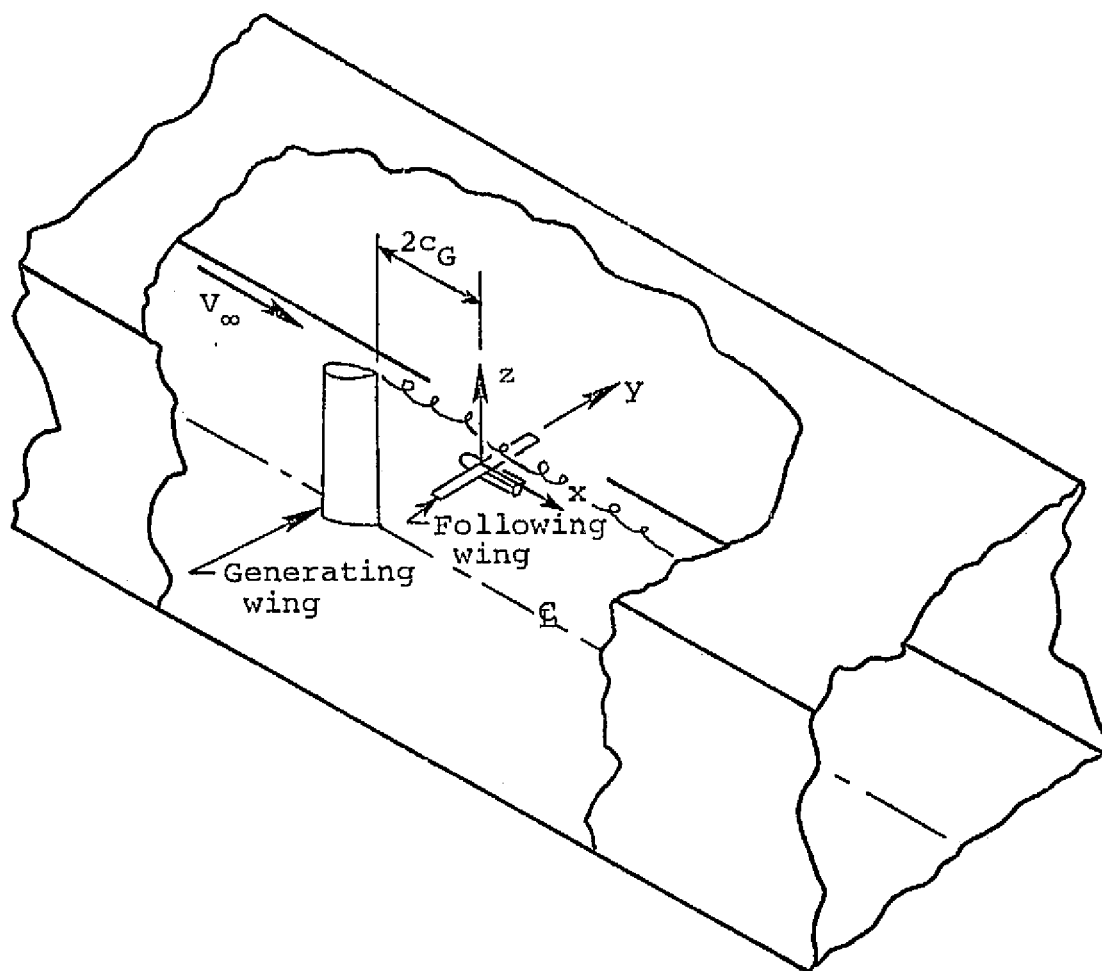 2c_G
V_∞
z
y
x
Following
wing
Generating
wing
℄